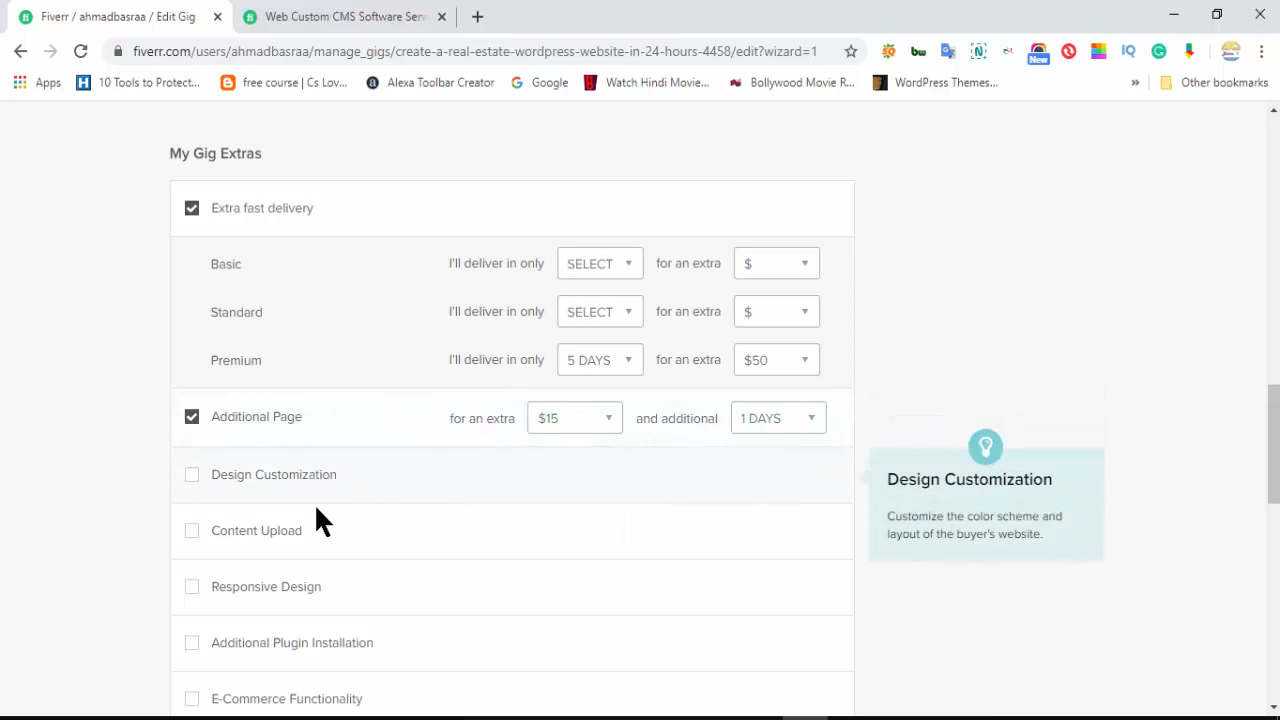 Fiverr / ahmadbasraa / Edit Gig
Web Custom CMS Software Serv
fiverr.com/users/ahmadbasraa/manage_gigs/create-a-real-estate-wordpress-website-in-24-hours-4458/edit?wizard=1
bw
IQ
New
Apps
10 Tools to Protect...
free course | Cs Lov...
Alexa Toolbar Creator
Google
Watch Hindi Movie...
Bollywood Movie R...
WordPress Themes...
»
Other bookmarks
My Gig Extras
Extra fast delivery
Basic I'll deliver in only SELECT for an extra $
Standard I'll deliver in only SELECT for an extra $
Premium I'll deliver in only 5 DAYS for an extra $50
Additional Page for an extra $15 and additional 1 DAYS
Design Customization
Design Customization
Customize the color scheme and
layout of the buyer's website.
Content Upload
Responsive Design
Additional Plugin Installation
E-Commerce Functionality